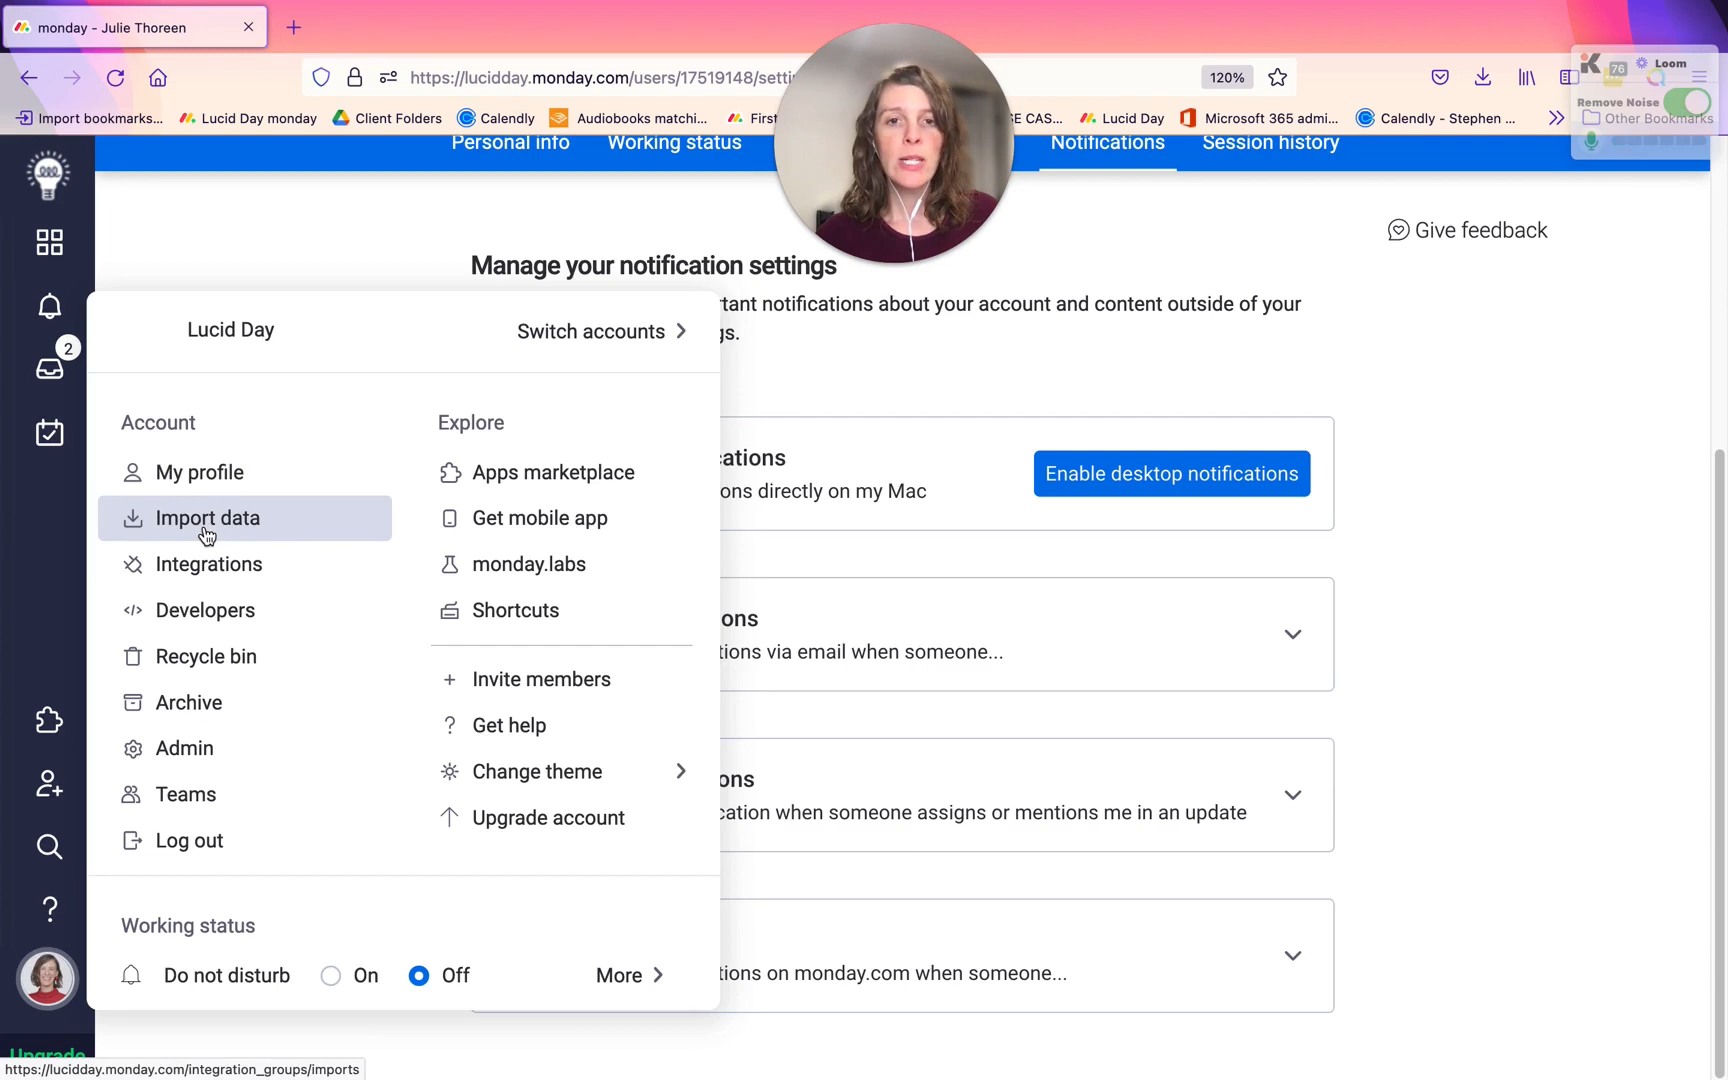 monday - Julie Thoreen
https://lucidday.monday.com/users/17519148/setti
120%
76
Loom
Remove Noise
Import bookmarks...
Lucid Day monday
Client Folders
Calendly
Audiobooks matchi...
First
SE CAS...
Lucid Day
Microsoft 365 admi...
Calendly - Stephen ...
Other Bookmarks
Personal info
Working status
Notifications
Session history
Give feedback
Manage your notification settings
tant notifications about your account and content outside of your
gs.
2
Lucid Day
Switch accounts
Account
Explore
My profile
Apps marketplace
Import data
Get mobile app
Integrations
monday.labs
Developers
Shortcuts
Recycle bin
Invite members
Archive
Get help
Admin
Change theme
Teams
Upgrade account
Log out
Working status
Do not disturb
On
Off
More
cations
ons directly on my Mac
Enable desktop notifications
ons
tions via email when someone...
ons
cation when someone assigns or mentions me in an update
tions on monday.com when someone...
Upgrade
https://lucidday.monday.com/integration_groups/imports